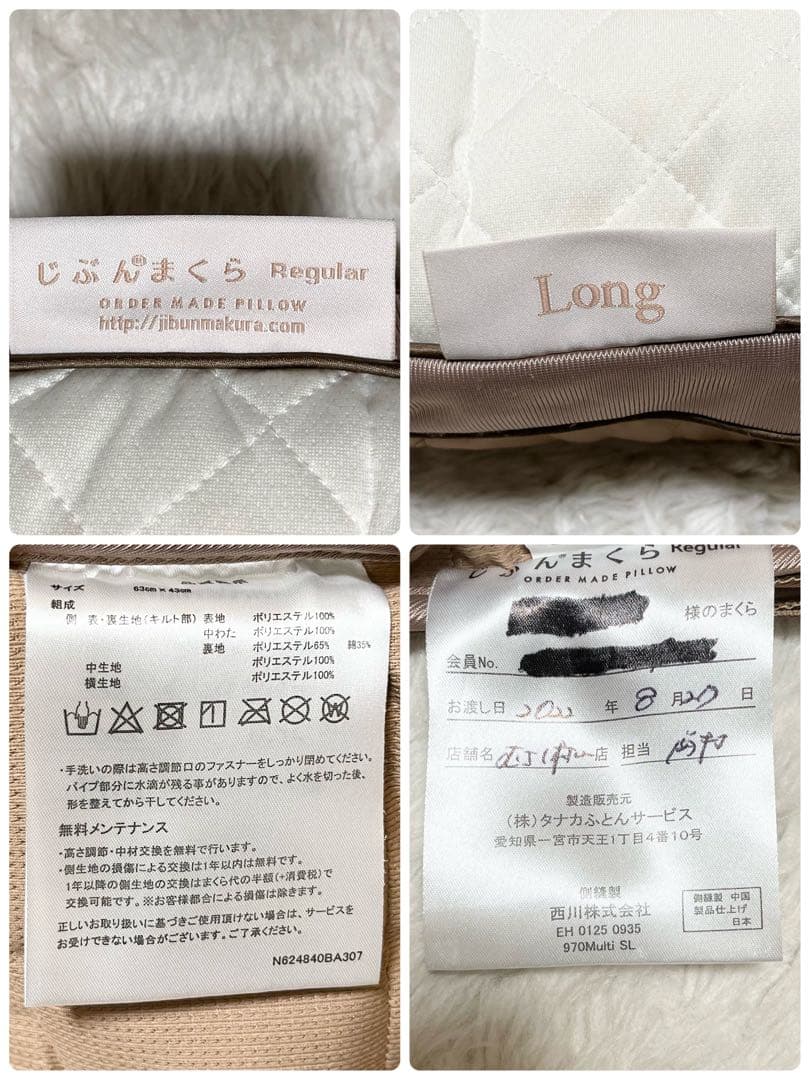 じぶん®まくら Regular
ORDER MADE PILLOW
http://jibunmakura.com
Long
サイズ 63cm×43cm
組成
側 表・裏生地(キルト部) 表地 ポリエステル100%
中わた ポリエステル100%
裏地 ポリエステル65% 綿35%
中生地 ポリエステル100%
横生地 ポリエステル100%
・手洗いの際は高さ調節口のファスナーをしっかり閉めてください。
パイプ部分に水滴が残る事がありますので、よく水を切った後、
形を整えてから干してください。
無料メンテナンス
・高さ調節・中材交換を無料で行います。
・側生地の損傷による交換は1年以内は無料です。
1年以降の側生地の交換はまくら代の半額(+消費税)で
交換可能です。※お客様都合による損傷は除きます。
正しいお取り扱いに基づきご使用頂けない場合は、サービスを
お受けできない場合がございます。ご了承ください。
N624840BA307
じぶんまくら Regular
ORDER MADE PILLOW
様のまくら
会員No.
お渡し日 2022 年 8 月 27 日
店舗名 店 担当
製造販売元
(株)タナカふとんサービス
愛知県一宮市天王1丁目4番10号
側縫製
西川株式会社
EH 0125 0935
970Multi SL
側縫製 中国
製品仕上げ
日本